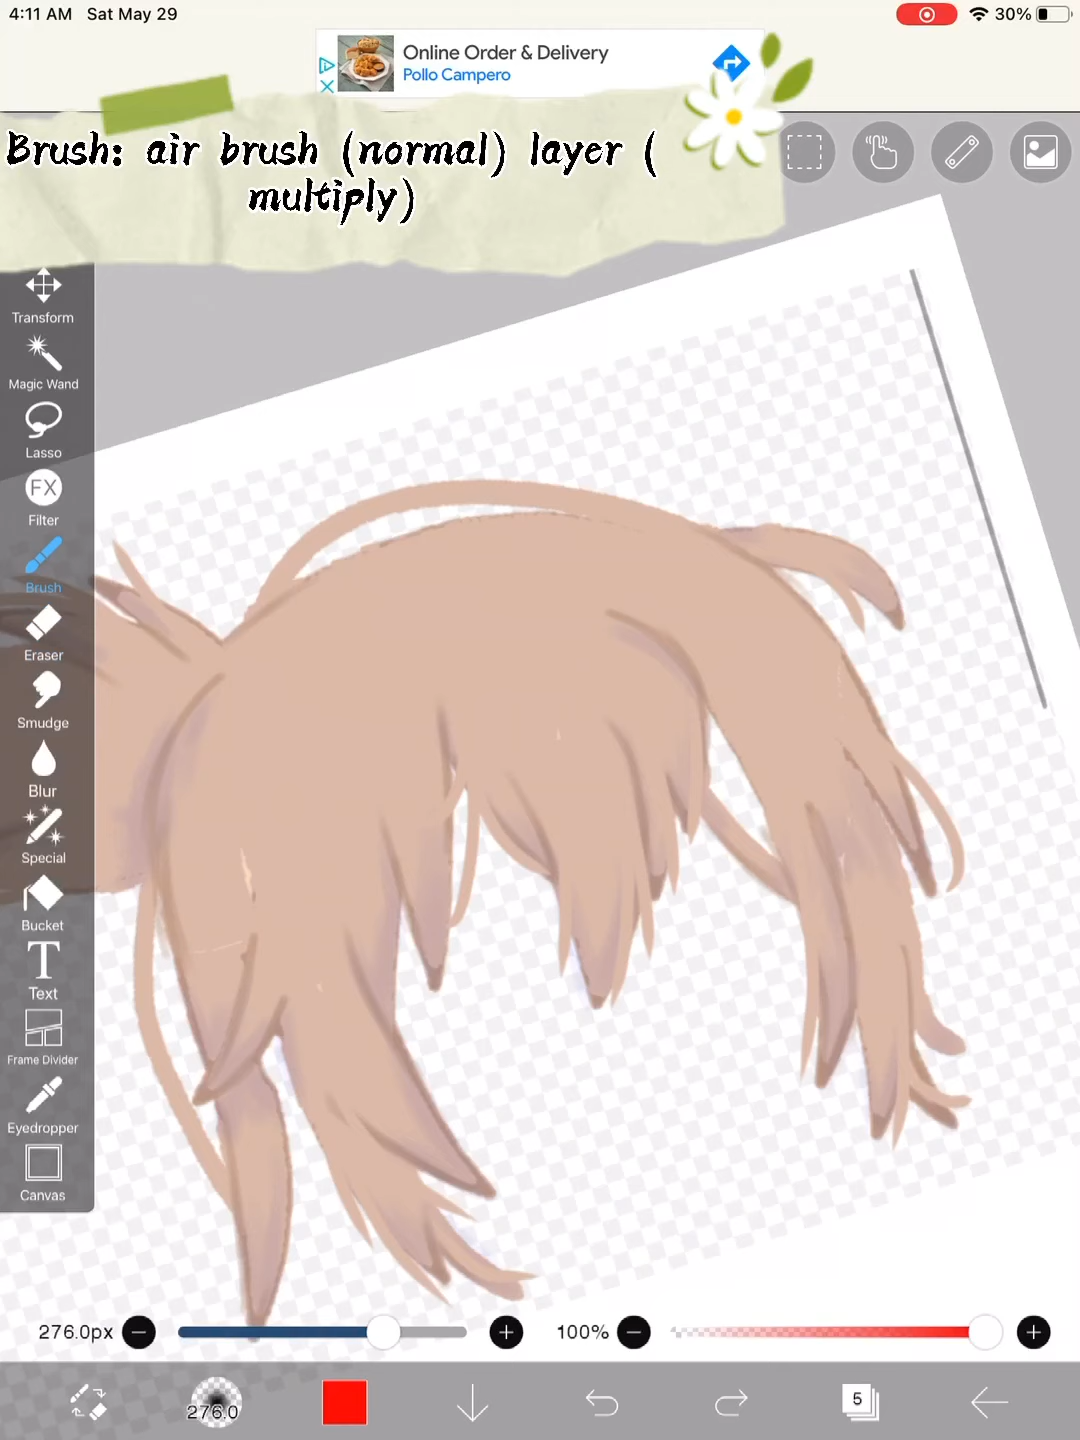 4:11 AM Sat May 29
30%
Online Order & Delivery
Pollo Campero
Brush: air brush (normal) layer (
multiply)
Transform
Magic Wand
Lasso
FX
Filter
Brush
Eraser
Smudge
Blur
Special
Bucket
T
Text
Frame Divider
Eyedropper
Canvas
276.0px
100%
276.0
5